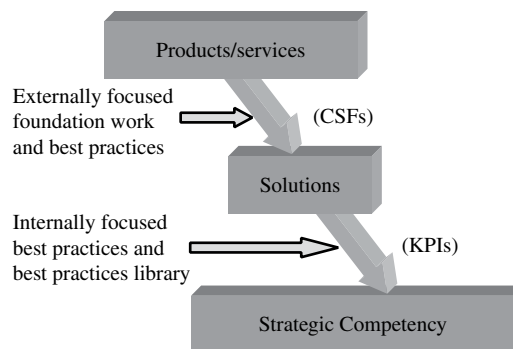 Products/services
Externally focused
foundation work
and best practices
(CSFs)
Solutions
Internally focused
best practices and
best practices library
(KPIs)
Strategic Competency